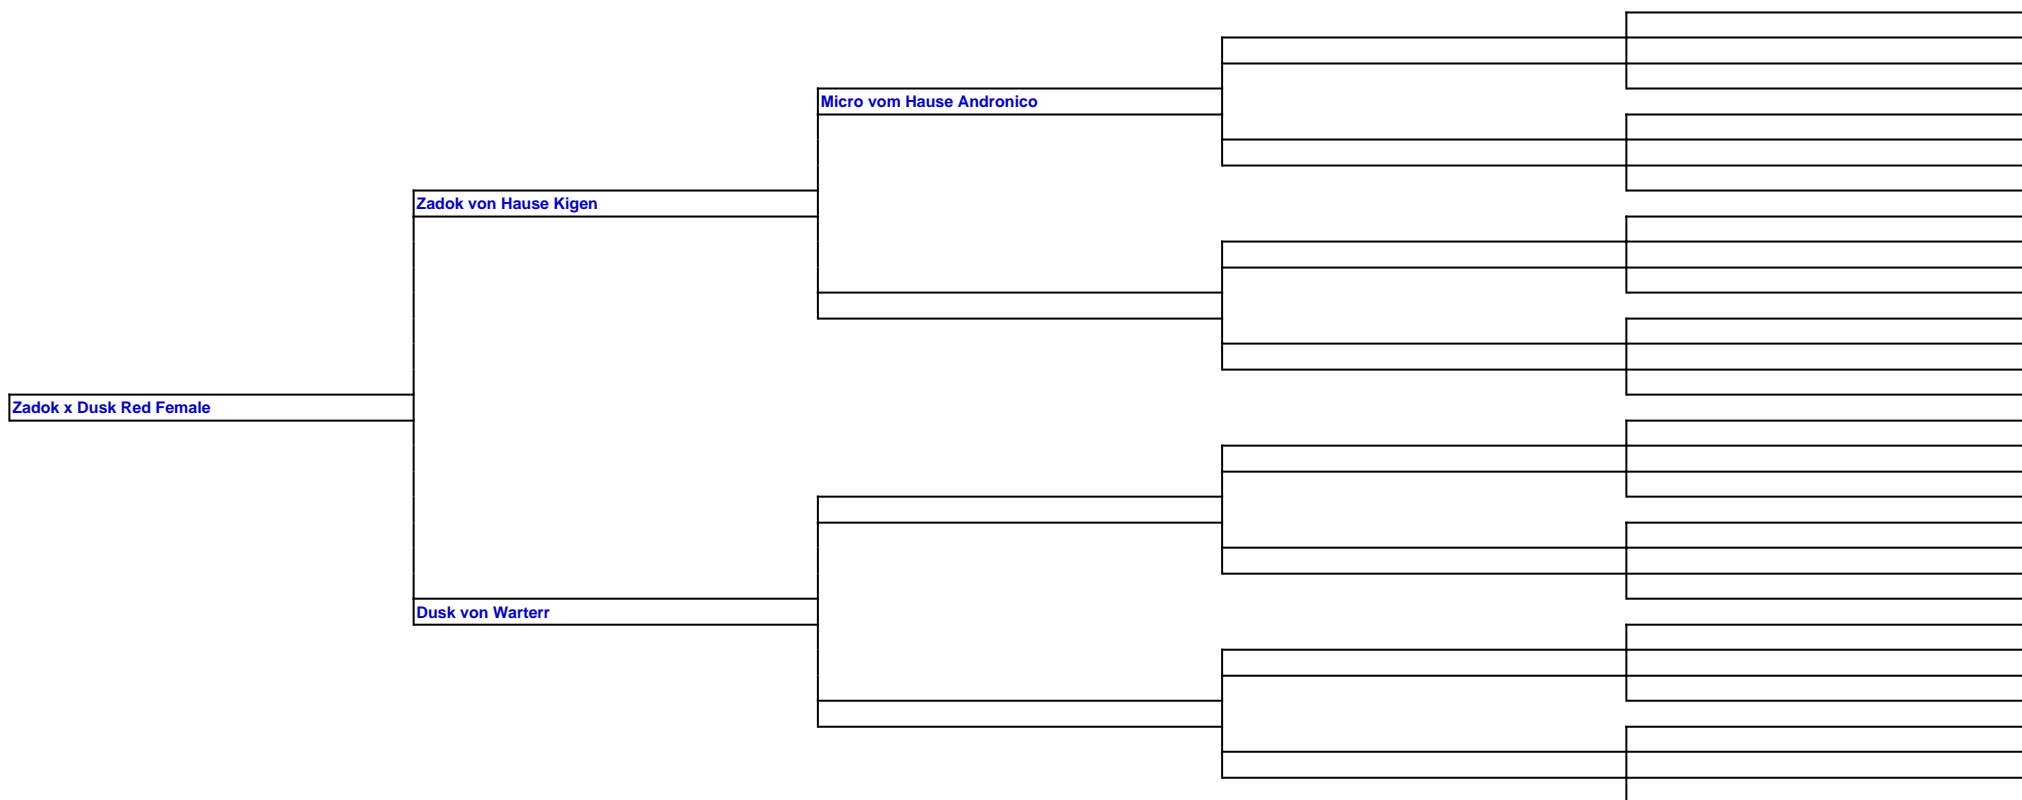 Micro vom Hause Andronico
Zadok von Hause Kigen
Zadok x Dusk Red Female
Dusk von Warterr